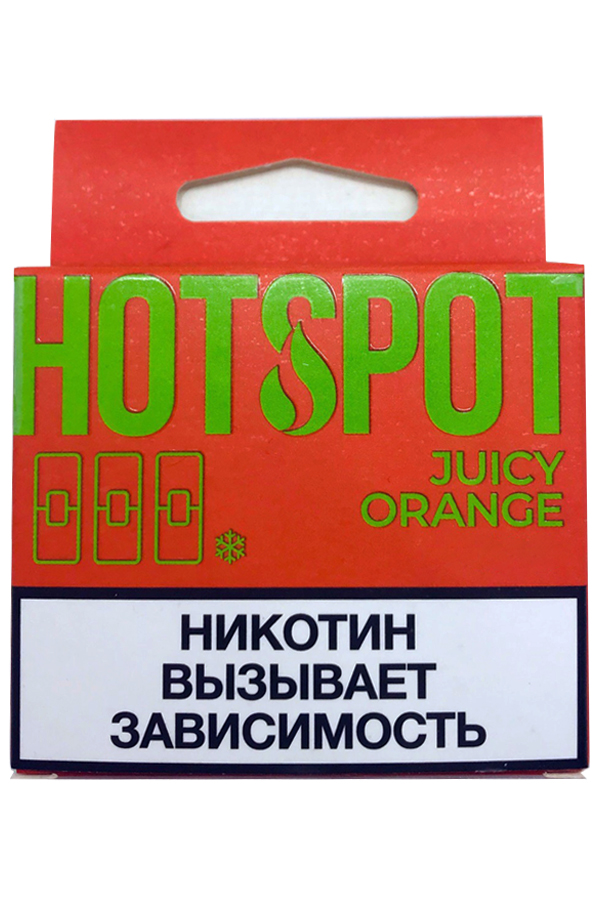 HOTSPOT
JUICY
ORANGE
НИКОТИН
ВЫЗЫВАЕТ
ЗАВИСИМОСТЬ